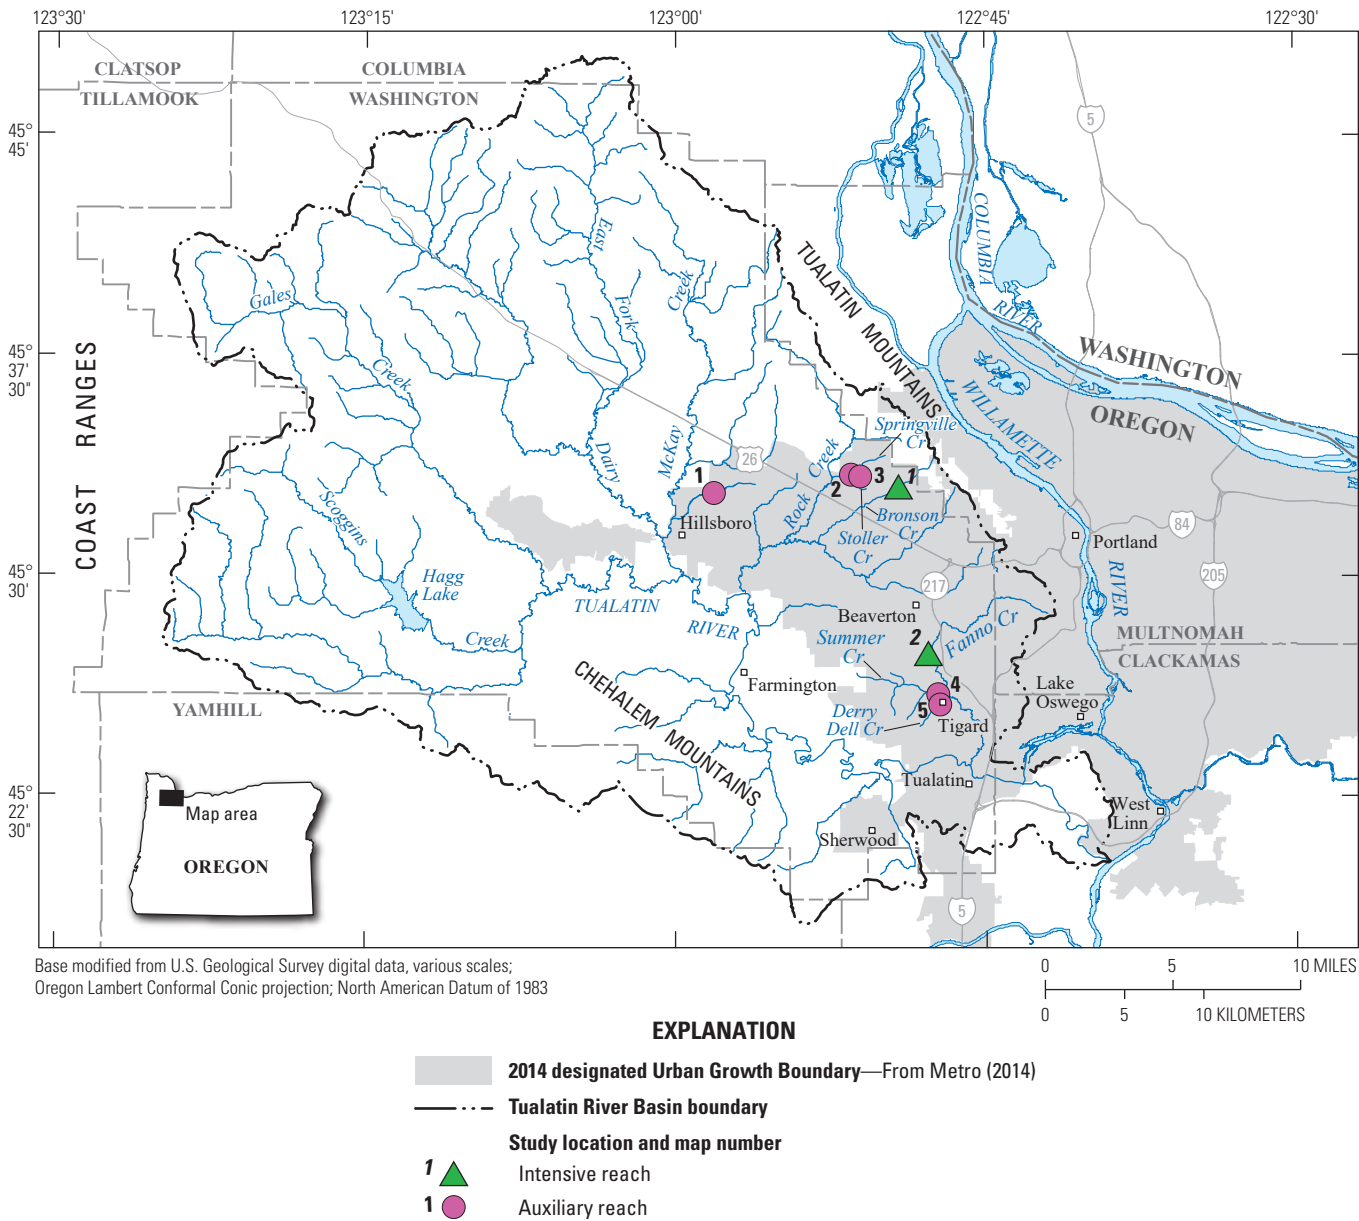 123°30'
123°15'
123°00'
122°45'
122°30'
CLATSOP
TILLAMOOK
COLUMBIA
WASHINGTON
5
45°
45'
East
Fork
Dairy
Creek
McKay
Gales
Creek
COLUMBIA
RIVER
TUALATIN MOUNTAINS
WASHINGTON
OREGON
45°
37'
30"
COAST RANGES
WILLAMETTE
RIVER
Springville
Cr
26
Rock
Creek
1
2
3
1
Hillsboro
Bronson
Cr
Stoller
Cr
Scoggins
Creek
84
Portland
205
45°
30'
Hagg
Lake
TUALATIN
RIVER
217
Beaverton
Fanno Cr
Summer
Cr
2
MULTNOMAH
CLACKAMAS
CHEHALEM MOUNTAINS
Farmington
4
5
Lake
Oswego
YAMHILL
Derry
Dell Cr
Tigard
Tualatin
45°
22'
30"
Map area
OREGON
West
Linn
Sherwood
5
Base modified from U.S. Geological Survey digital data, various scales;
Oregon Lambert Conformal Conic projection; North American Datum of 1983
0 5 10 MILES
0 5 10 KILOMETERS
EXPLANATION
2014 designated Urban Growth Boundary—From Metro (2014)
Tualatin River Basin boundary
Study location and map number
1 Intensive reach
1 Auxiliary reach